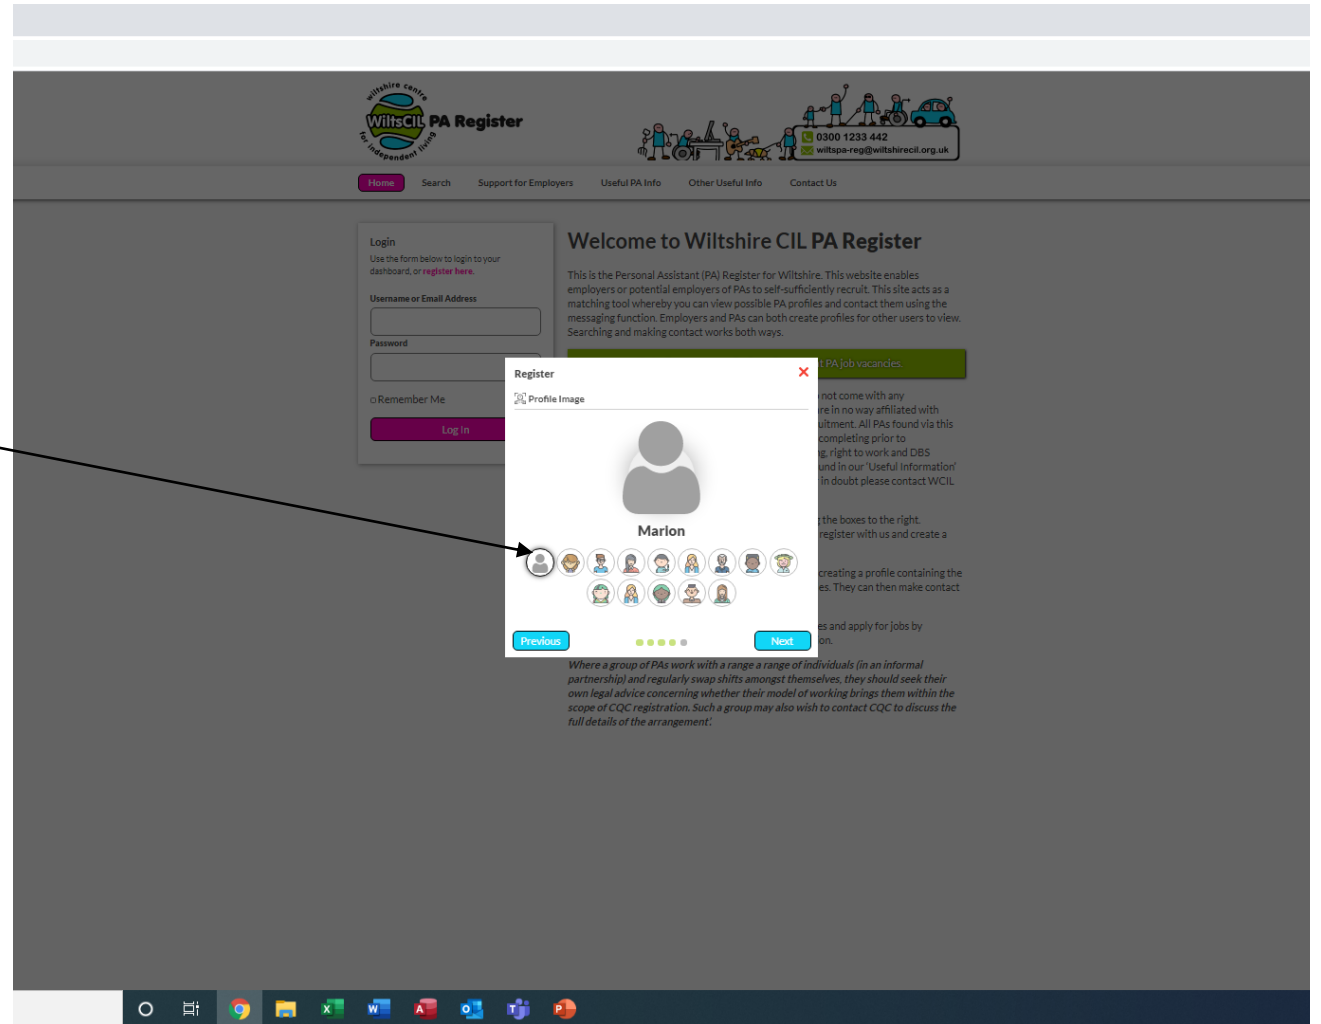 wiltshire centre
WiltsCIL PA Register
for independent living
0300 1233 442
wiltspa-reg@wiltshirecil.org.uk
Home Search Support for Employers Useful PA Info Other Useful Info Contact Us
Login
Use the form below to login to your
dashboard, or register here.
Username or Email Address
Password
Remember Me
Log In
Welcome to Wiltshire CIL PA Register
This is the Personal Assistant (PA) Register for Wiltshire. This website enables
employers or potential employers of PAs to self-sufficiently recruit. This site acts as a
matching tool whereby you can view possible PA profiles and contact them using the
messaging function. Employers and PAs can both create profiles for other users to view.
Searching and making contact works both ways.
PA job vacancies
not come with any
re in no way affiliated with
uitment. All PAs found via this
completing prior to
g, right to work and DBS
und in our 'Useful Information'
in doubt please contact WCIL
the boxes to the right.
register with us and create a
creating a profile containing the
es. They can then make contact
es and apply for jobs by
on.
Register
Profile Image
Marion
Previous
Next
Where a group of PAs work with a range a range of individuals (in an informal
partnership) and regularly swap shifts amongst themselves, they should seek their
own legal advice concerning whether their model of working brings them within the
scope of CQC registration. Such a group may also wish to contact CQC to discuss the
full details of the arrangement'.